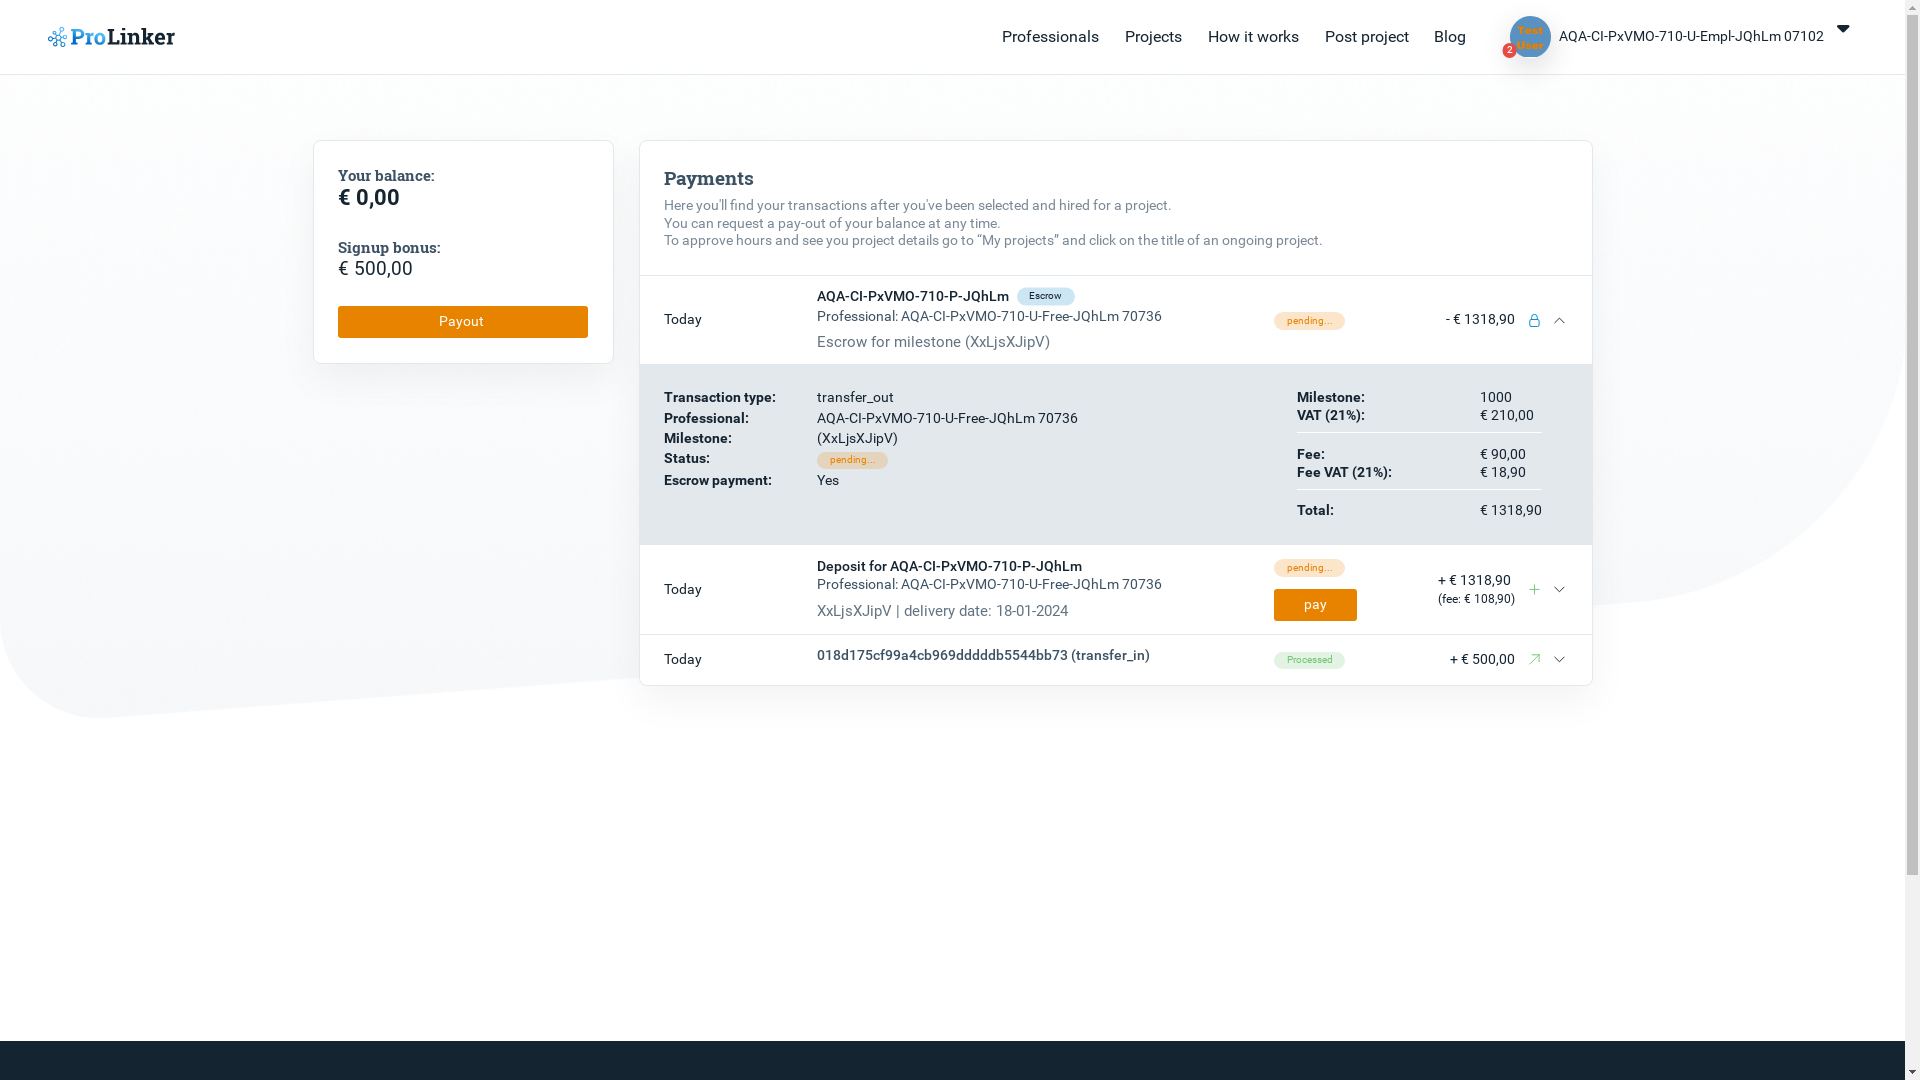 ProLinker
Professionals Projects How it works Post project Blog
Test User
2
AQA-CI-PxVMO-710-U-Empl-JQhLm 07102
Your balance:
€ 0,00
Signup bonus:
€ 500,00
Payout
Payments
Here you'll find your transactions after you've been selected and hired for a project.
You can request a pay-out of your balance at any time.
To approve hours and see you project details go to “My projects” and click on the title of an ongoing project.
Today
AQA-CI-PxVMO-710-P-JQhLm Escrow
Professional: AQA-CI-PxVMO-710-U-Free-JQhLm 70736
Escrow for milestone (XxLjsXJipV)
pending...
- € 1318,90
Transaction type: transfer_out
Professional: AQA-CI-PxVMO-710-U-Free-JQhLm 70736
Milestone: (XxLjsXJipV)
Status: pending...
Escrow payment: Yes
Milestone: 1000
VAT (21%): € 210,00
Fee: € 90,00
Fee VAT (21%): € 18,90
Total: € 1318,90
Today
Deposit for AQA-CI-PxVMO-710-P-JQhLm
Professional: AQA-CI-PxVMO-710-U-Free-JQhLm 70736
XxLjsXJipV | delivery date: 18-01-2024
pending...
pay
+ € 1318,90
(fee: € 108,90)
Today
018d175cf99a4cb969dddddb5544bb73 (transfer_in)
Processed
+ € 500,00